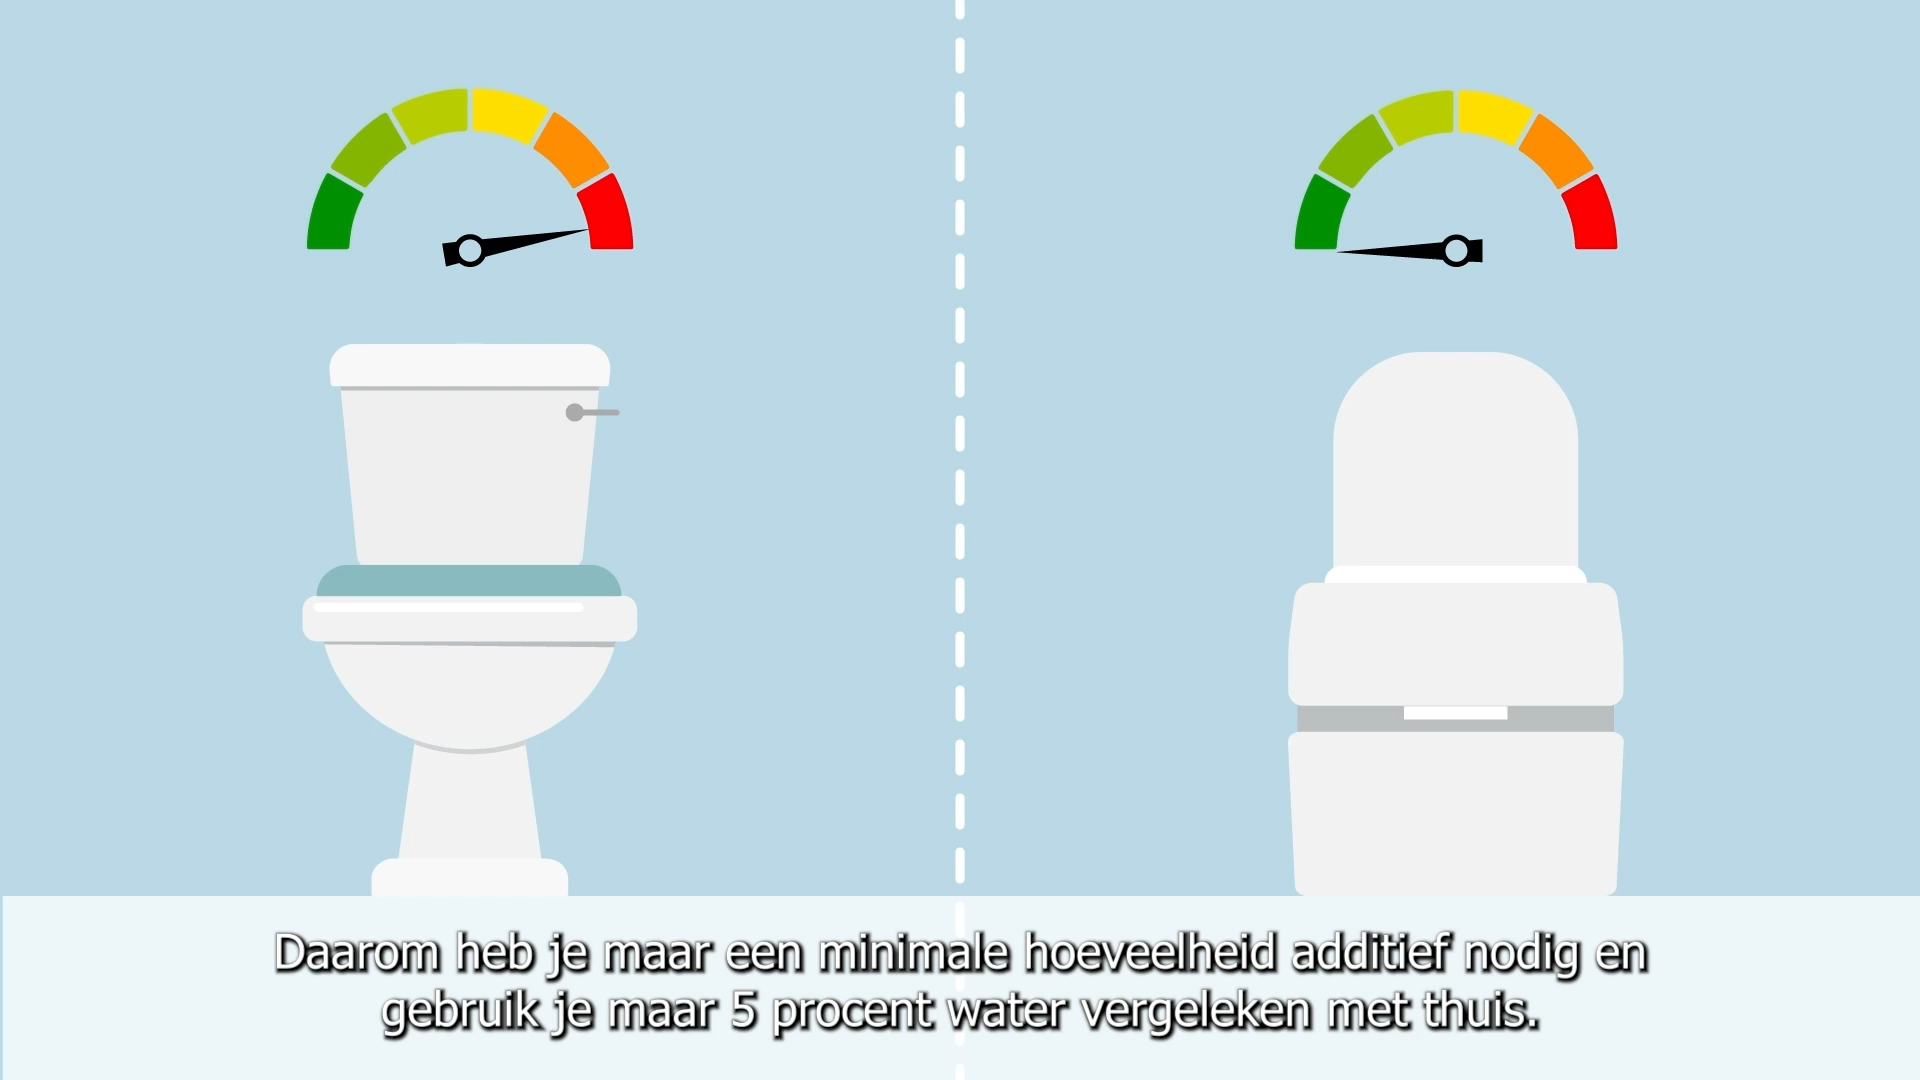 Daarom heb je maar een minimale hoeveelheid additief nodig en
gebruik je maar 5 procent water vergeleken met thuis.